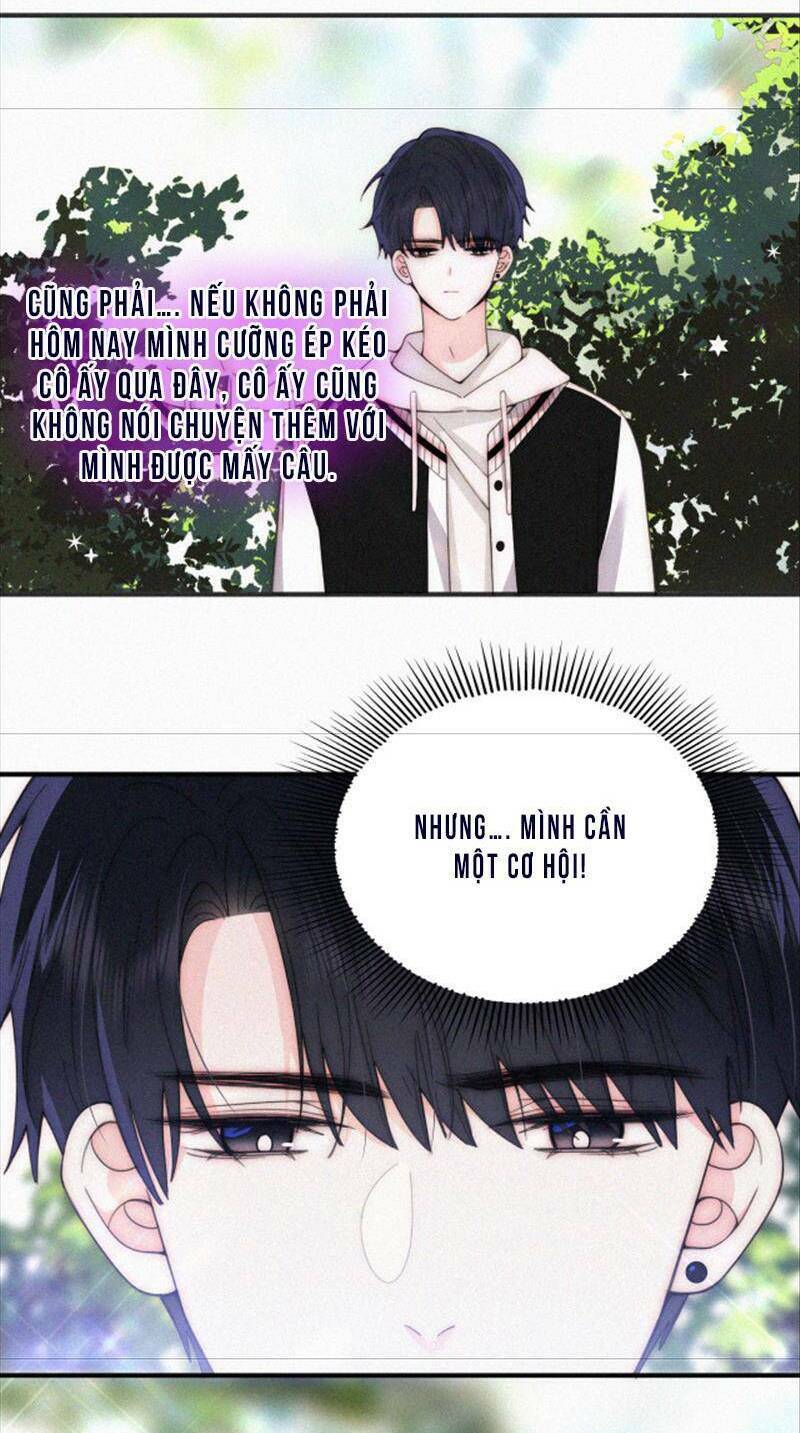 CŨNG PHẢI.... NẾU KHÔNG PHẢI
HÔM NAY MÌNH CƯỠNG ÉP KÉO
CÔ ẤY QUA ĐÂY, CÔ ẤY CŨNG
KHÔNG NÓI CHUYỆN THÊM VỚI
MÌNH ĐƯỢC MẤY CÂU.
NHƯNG.... MÌNH CẦN
MỘT CƠ HỘI!